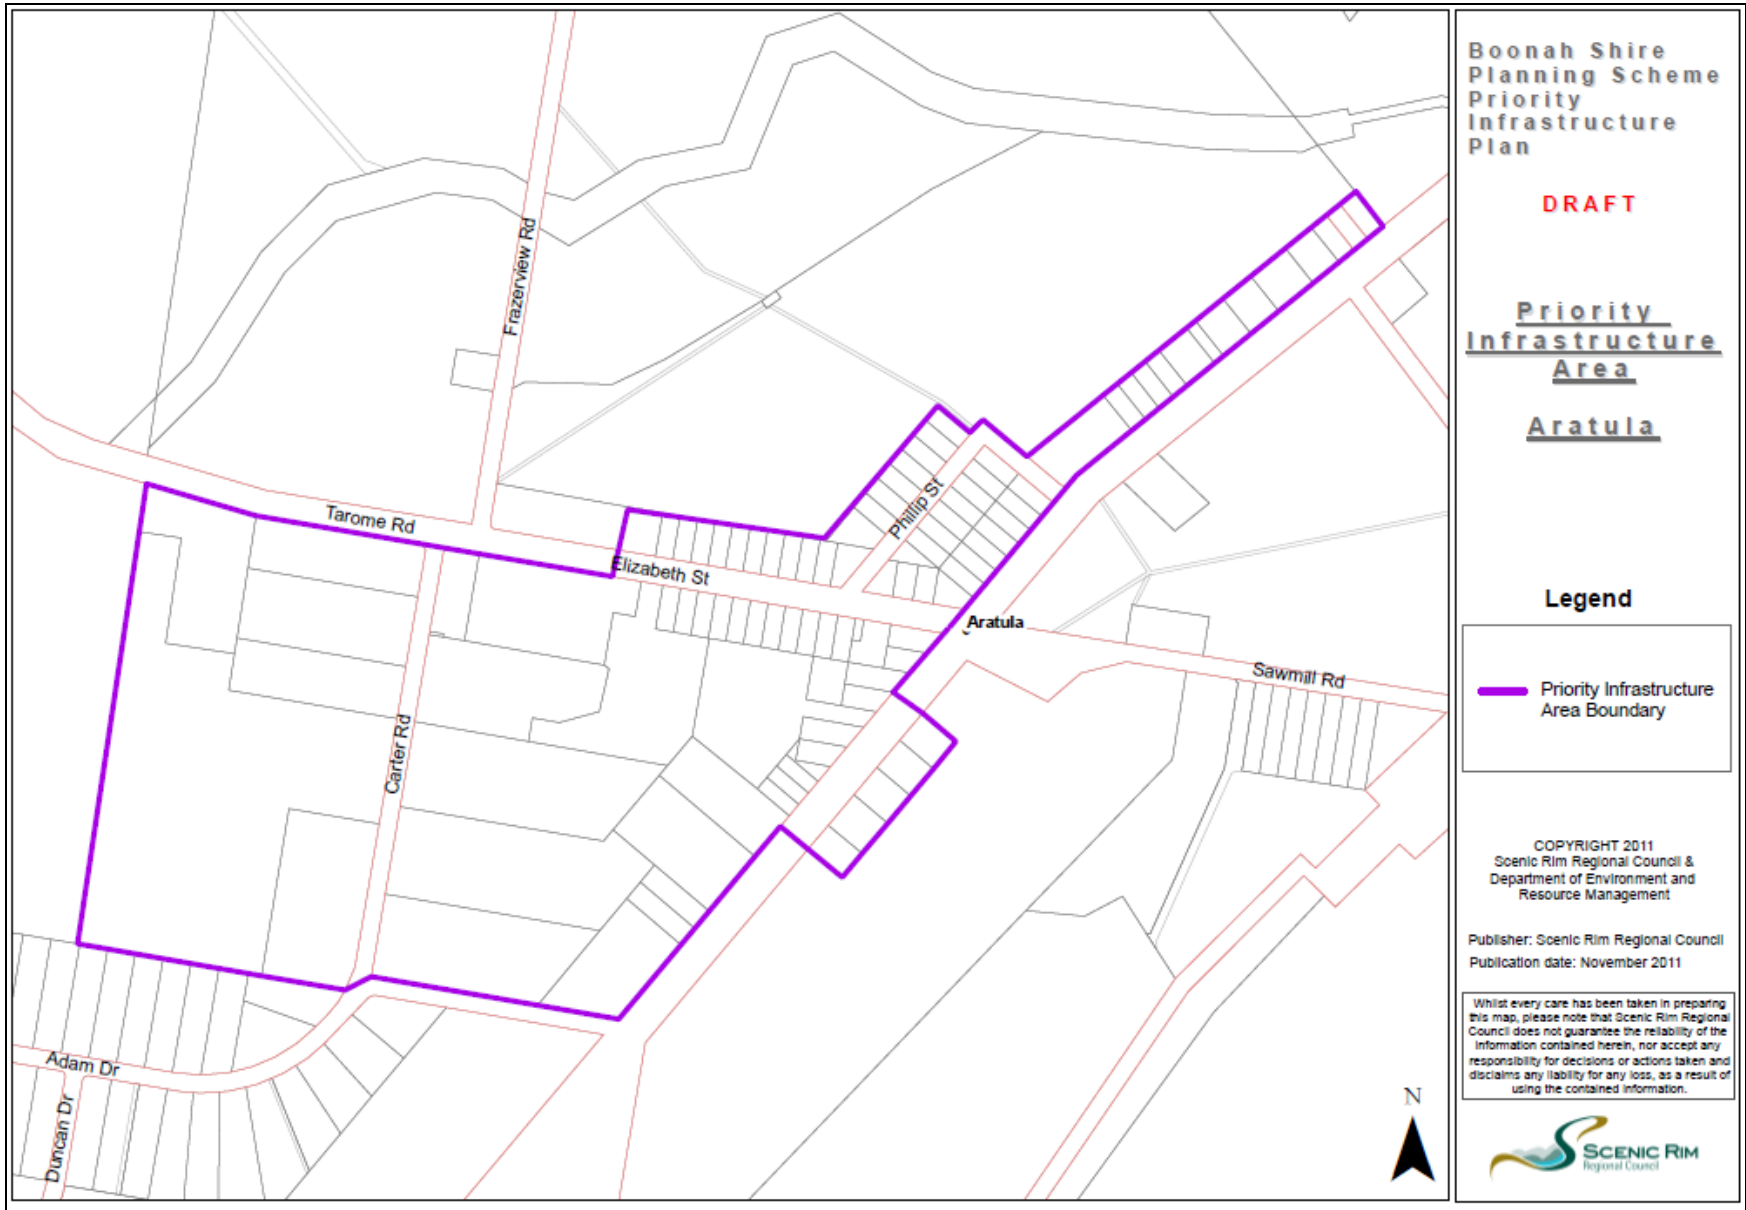 Boonah Shire
Planning Scheme
Priority
Infrastructure
Plan
DRAFT
Priority
Infrastructure
Area
Aratula
Legend
Priority Infrastructure
Area Boundary
COPYRIGHT 2011
Scenic Rim Regional Council &
Department of Environment and
Resource Management
Publisher: Scenic Rim Regional Council
Publication date: November 2011
Whilst every care has been taken in preparing
this map, please note that Scenic Rim Regional
Council does not guarantee the reliability of the
information contained herein, nor accept any
responsibility for decisions or actions taken and
disclaims any liability for any loss, as a result of
using the contained information.
SCENIC RIM
Regional Council
N
Frazerview Rd
Tarome Rd
Elizabeth St
Phillip St
Aratula
Sawmill Rd
Carter Rd
Adam Dr
Duncan Dr